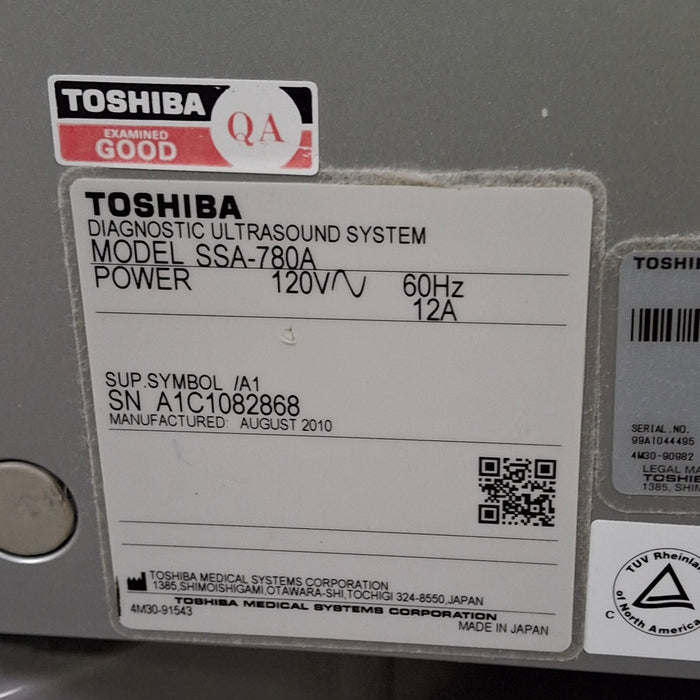 TOSHIBA
EXAMINED
GOOD
QA
TOSHIBA
DIAGNOSTIC ULTRASOUND SYSTEM
MODEL SSA-780A
POWER 120V 60Hz
12A
SUP.SYMBOL /A1
SN A1C1082868
MANUFACTURED: AUGUST 2010
TOSHIBA MEDICAL SYSTEMS CORPORATION
1385,SHIMOISHIGAMI,OTAWARA-SHI,TOCHIGI 324-8550,JAPAN
TOSHIBA MEDICAL SYSTEMS CORPORATION
4M30-91543
MADE IN JAPAN
TOSHI
SERIAL.NO.
99A1044495
4M30-90982
LEGAL MA
TOSHIB
1385, SHIM
TUV Rheinlan
of North America
C